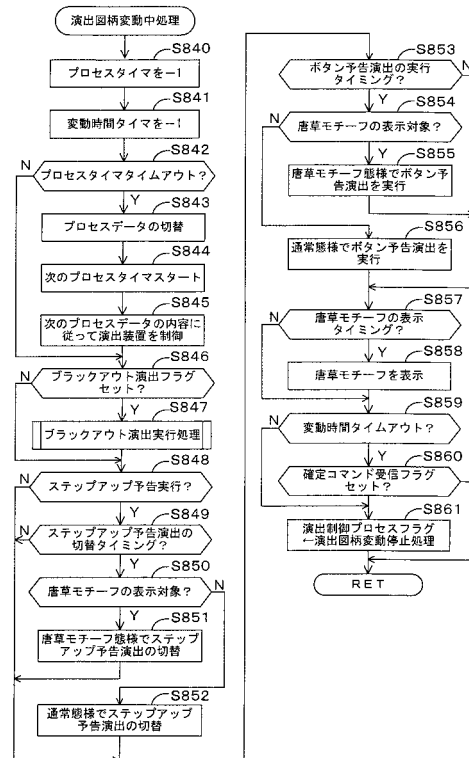 演出図柄変動中処理
S840
プロセスタイマを－1
S841
変動時間タイマを－1
S842
N
プロセスタイマタイムアウト？
Y
S843
プロセスデータの切替
S844
次のプロセスタイマスタート
S845
次のプロセスデータの内容に
従って演出装置を制御
S846
ブラックアウト演出フラグ
セット？
N
Y
S847
ブラックアウト演出実行処理
S848
N
ステップアップ予告実行？
Y
S849
N
ステップアップ予告演出の
切替タイミング？
Y
S850
唐草モチーフの表示対象？
N
Y
S851
唐草モチーフ態様でステップ
アップ予告演出の切替
S852
通常態様でステップアップ
予告演出の切替
S853
ボタン予告演出の実行
タイミング？
N
Y
S854
N
唐草モチーフの表示対象？
Y
S855
唐草モチーフ態様でボタン予
告演出を実行
S856
通常態様でボタン予告演出を
実行
S857
N
唐草モチーフの表示
タイミング？
Y
S858
唐草モチーフを表示
S859
N
変動時間タイムアウト？
Y
S860
確定コマンド受信フラグ
セット？
N
Y
S861
演出制御プロセスフラグ
←演出図柄変動停止処理
RET